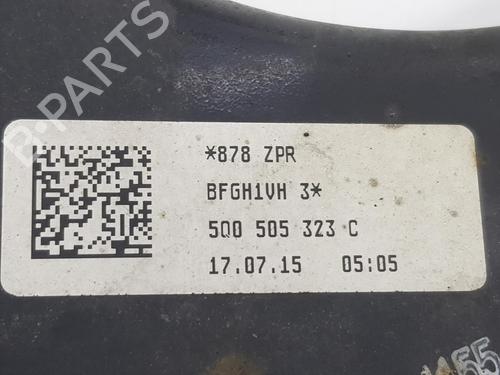 *878 ZPR
BFGH1VH 3*
5Q0 505 323 C
17.07.15 05:05
B-PARTS